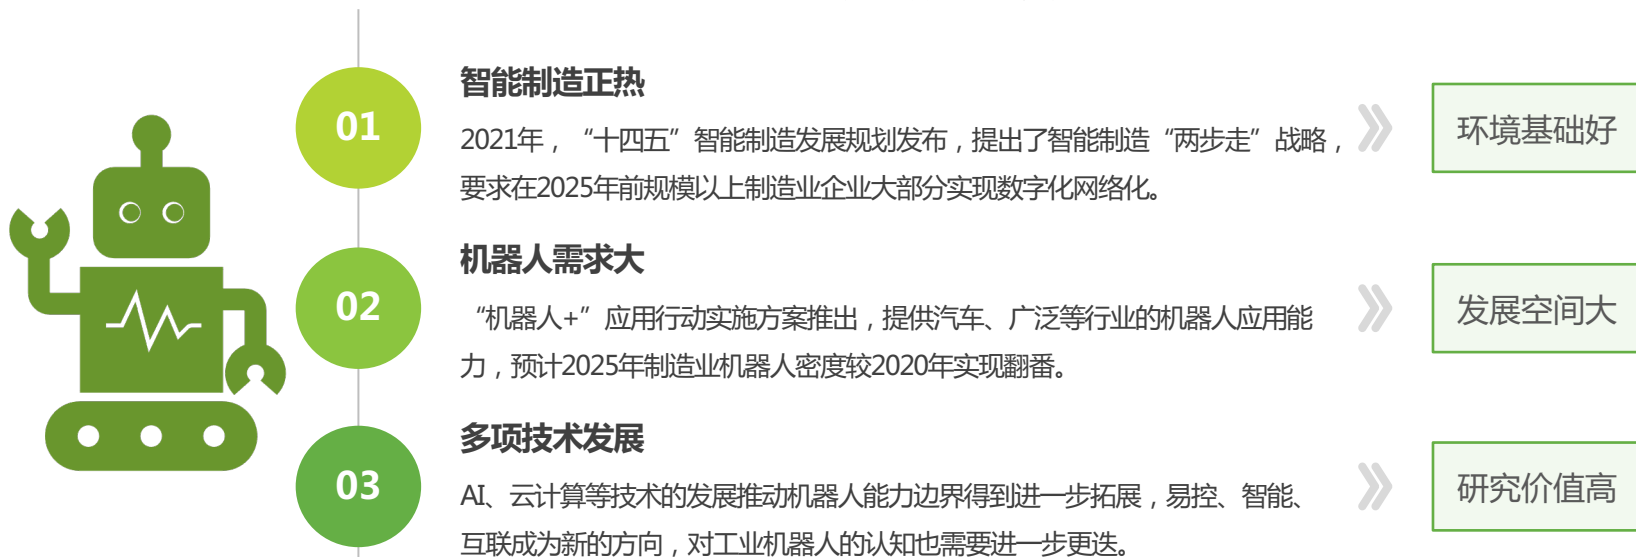 01
智能制造正热
2021年，“十四五”智能制造发展规划发布，提出了智能制造“两步走”战略，
要求在2025年前规模以上制造业企业大部分实现数字化网络化。
环境基础好
02
机器人需求大
“机器人+”应用行动实施方案推出，提供汽车、广泛等行业的机器人应用能
力，预计2025年制造业机器人密度较2020年实现翻番。
发展空间大
03
多项技术发展
AI、云计算等技术的发展推动机器人能力边界得到进一步拓展，易控、智能、
互联成为新的方向，对工业机器人的认知也需要进一步更迭。
研究价值高